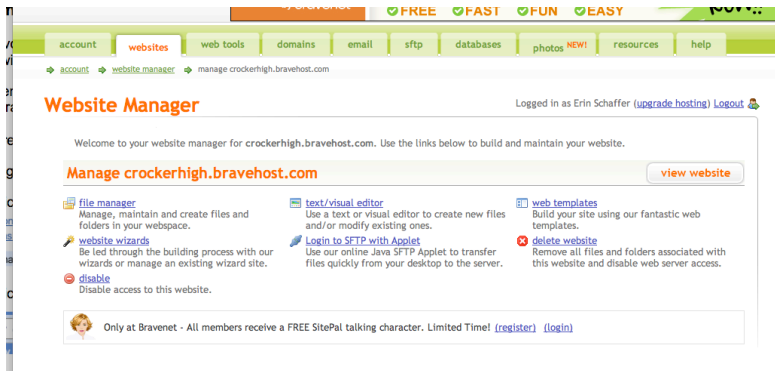 bravenet FREE FAST FUN EASY
account websites web tools domains email sftp databases photos NEW! resources help
account website manager manage crockerhigh.bravehost.com
Website Manager
Logged in as Erin Schaffer (upgrade hosting) Logout
Welcome to your website manager for crockerhigh.bravehost.com. Use the links below to build and maintain your website.
Manage crockerhigh.bravehost.com
view website
file manager
Manage, maintain and create files and
folders in your webspace.
text/visual editor
Use a text or visual editor to create new files
and/or modify existing ones.
web templates
Build your site using our fantastic web
templates.
website wizards
Be led through the building process with our
wizards or manage an existing wizard site.
Login to SFTP with Applet
Use our online Java SFTP Applet to transfer
files quickly from your desktop to the server.
delete website
Remove all files and folders associated with
this website and disable web server access.
disable
Disable access to this website.
Only at Bravenet - All members receive a FREE SitePal talking character. Limited Time! (register) (login)